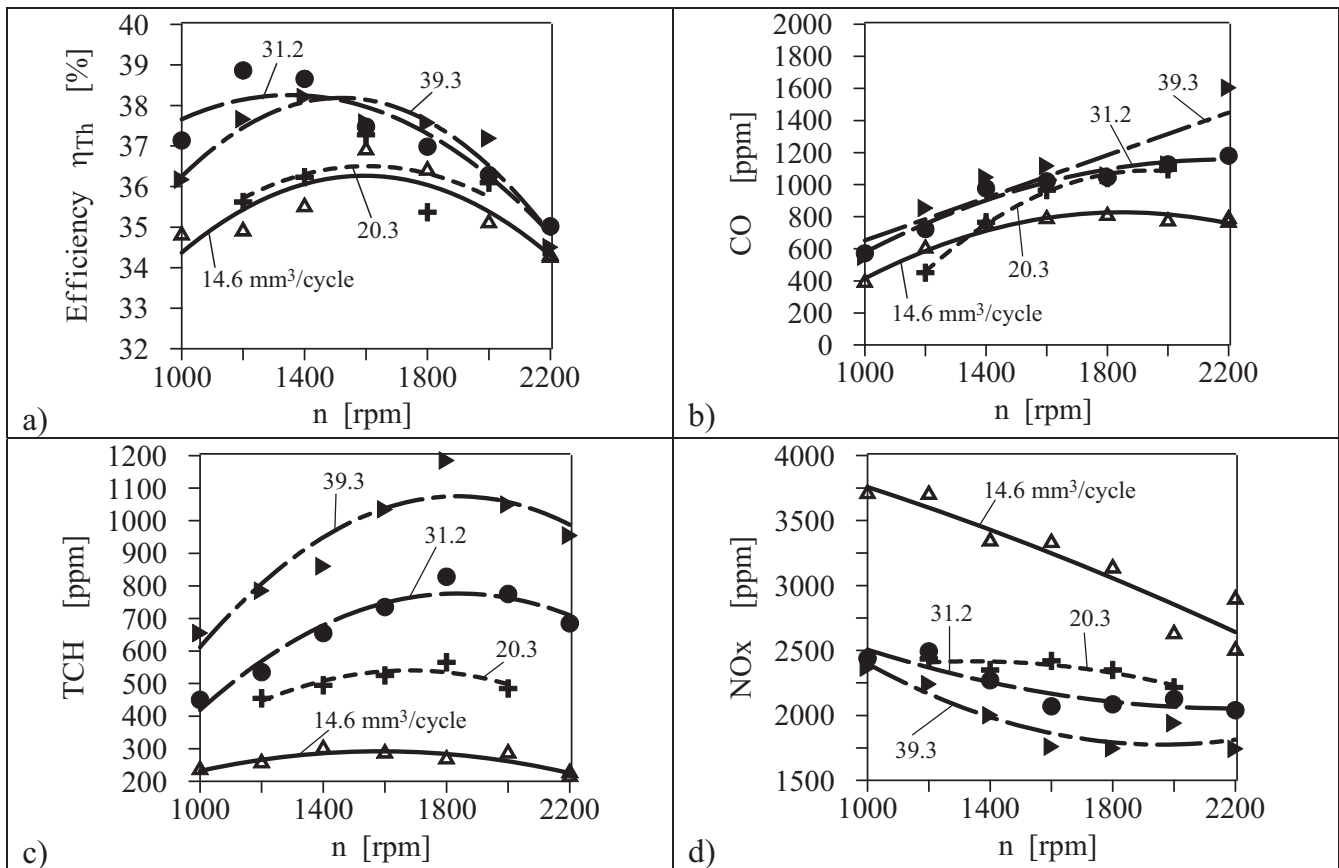 Efficiency ηTh [%]
40
39
38
37
36
35
34
33
32
31.2
39.3
20.3
14.6 mm³/cycle
1000 1400 1800 2200
n [rpm]
a)
CO [ppm]
2000
1800
1600
1400
1200
1000
800
600
400
200
0
39.3
31.2
20.3
14.6 mm³/cycle
1000 1400 1800 2200
n [rpm]
b)
TCH [ppm]
1200
1100
1000
900
800
700
600
500
400
300
200
39.3
31.2
20.3
14.6 mm³/cycle
1000 1400 1800 2200
n [rpm]
c)
NOx [ppm]
4000
3500
3000
2500
2000
1500
14.6 mm³/cycle
31.2
20.3
39.3
1000 1400 1800 2200
n [rpm]
d)